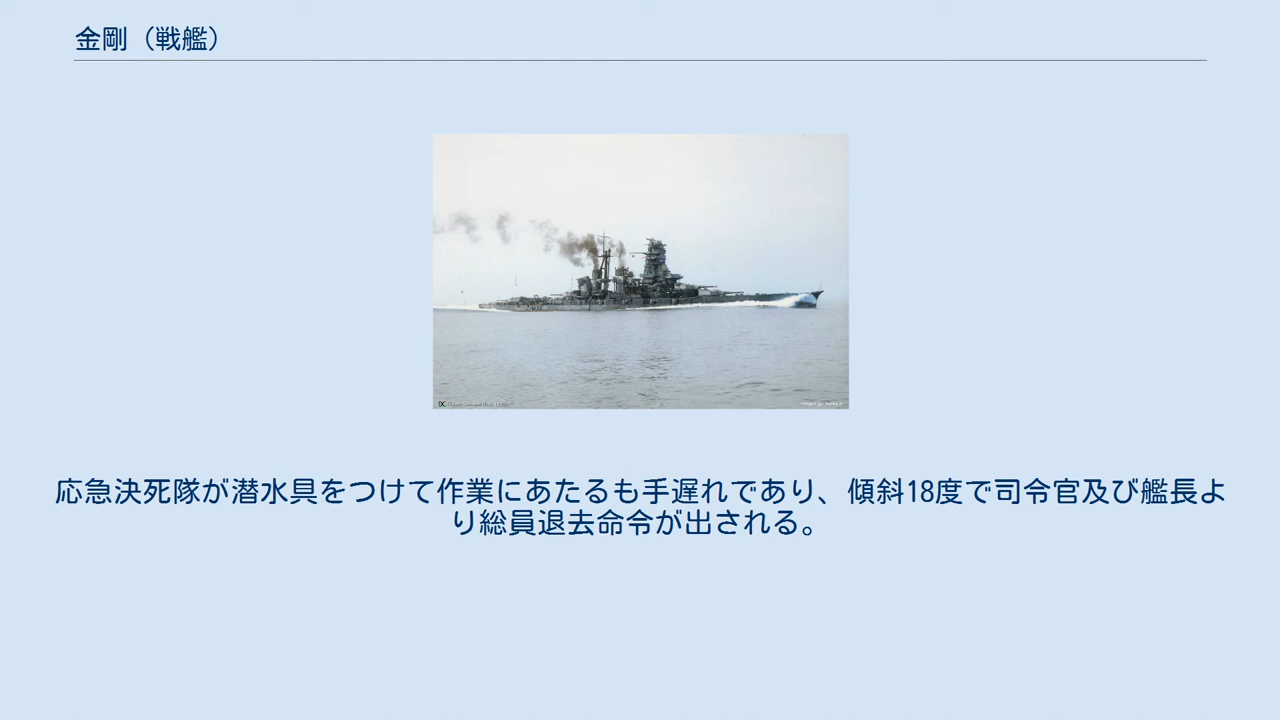 金剛（戦艦）
応急決死隊が潜水具をつけて作業にあたるも手遅れであり、傾斜18度で司令官及び艦長よ
り総員退去命令が出される。